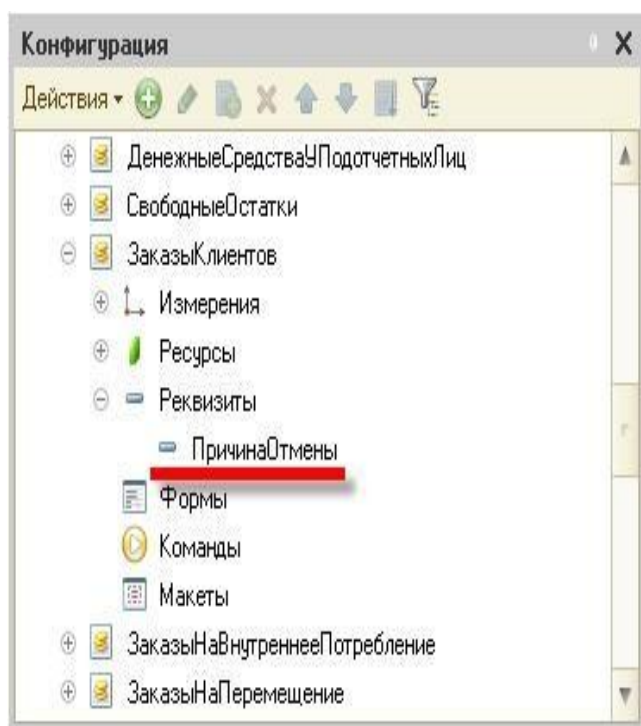 Конфигурация
Действия
ДенежныеСредстваУПодотчетныхЛиц
СвободныеОстатки
ЗаказыКлиентов
Измерения
Ресурсы
Реквизиты
ПричинаОтмены
Формы
Команды
Макеты
ЗаказыНаВнутреннееПотребление
ЗаказыНаПеремещение